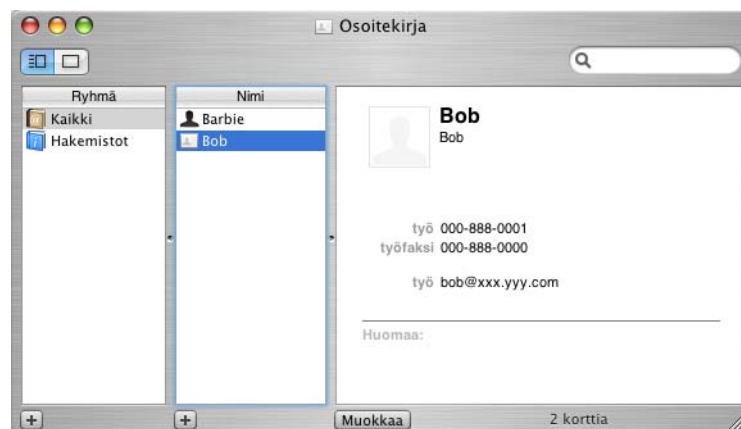 Osoitekirja
Ryhmä
Kaikki
Hakemistot
Nimi
Barbie
Bob
Bob
Bob
työ 000-888-0001
työfaksi 000-888-0000
työ bob@xxx.yyy.com
Huomaa:
Muokkaa
2 korttia